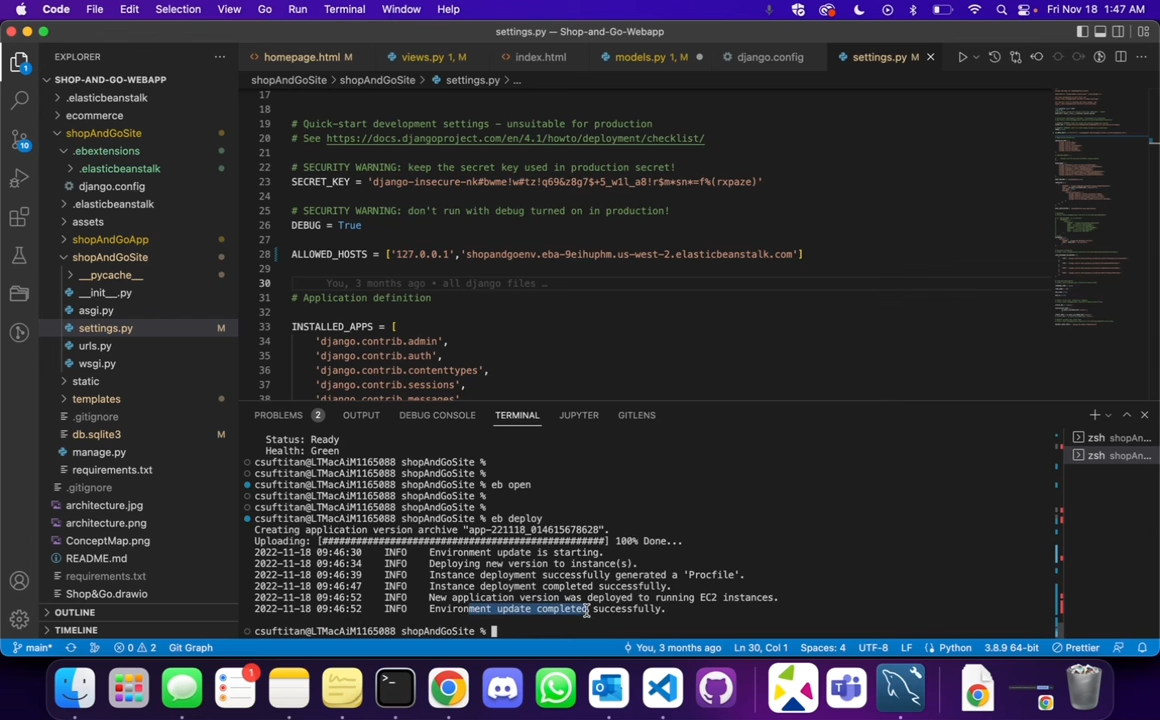 Code File Edit Selection View Go Run Terminal Window Help Fri Nov 18 1:47 AM
settings.py — Shop-and-Go-Webapp
EXPLORER
SHOP-AND-GO-WEBAPP
.elasticbeanstalk
ecommerce
shopAndGoSite
.ebextensions
.elasticbeanstalk
django.config
.elasticbeanstalk
assets
shopAndGoApp
shopAndGoSite
__pycache__
__init__.py
asgi.py
settings.py M
urls.py
wsgi.py
static
templates
.gitignore
db.sqlite3 M
manage.py
requirements.txt
.gitignore
architecture.jpg
architecture.png
ConceptMap.png
README.md
requirements.txt
Shop&Go.drawio
OUTLINE
TIMELINE
1
10
homepage.html M views.py 1, M index.html models.py 1, M django.config settings.py M
shopAndGoSite > shopAndGoSite > settings.py > ...
17
18
19 # Quick-start development settings - unsuitable for production
20 # See https://docs.djangoproject.com/en/4.1/howto/deployment/checklist/
21
22 # SECURITY WARNING: keep the secret key used in production secret!
23 SECRET_KEY = 'django-insecure-nk#bwme!w#tz!q69&z8g7$+5_w1l_a8!r$m*sn*=f%(rxpaze)'
24
25 # SECURITY WARNING: don't run with debug turned on in production!
26 DEBUG = True
27
28 ALLOWED_HOSTS = ['127.0.0.1','shopandgoenv.eba-9eihuphm.us-west-2.elasticbeanstalk.com']
29
30 You, 3 months ago • all django files …
31 # Application definition
32
33 INSTALLED_APPS = [
34 'django.contrib.admin',
35 'django.contrib.auth',
36 'django.contrib.contenttypes',
37 'django.contrib.sessions',
38 'django.contrib.messages',
PROBLEMS 2 OUTPUT DEBUG CONSOLE TERMINAL JUPYTER GITLENS
Status: Ready
Health: Green
csuftitan@LTMacAiM1165088 shopAndGoSite %
csuftitan@LTMacAiM1165088 shopAndGoSite %
csuftitan@LTMacAiM1165088 shopAndGoSite % eb open
csuftitan@LTMacAiM1165088 shopAndGoSite %
csuftitan@LTMacAiM1165088 shopAndGoSite %
csuftitan@LTMacAiM1165088 shopAndGoSite % eb deploy
Creating application version archive "app-221118_014615678628".
Uploading: [##################################################] 100% Done...
2022-11-18 09:46:30 INFO Environment update is starting.
2022-11-18 09:46:34 INFO Deploying new version to instance(s).
2022-11-18 09:46:39 INFO Instance deployment successfully generated a 'Procfile'.
2022-11-18 09:46:47 INFO Instance deployment completed successfully.
2022-11-18 09:46:52 INFO New application version was deployed to running EC2 instances.
2022-11-18 09:46:52 INFO Environment update completed successfully.
csuftitan@LTMacAiM1165088 shopAndGoSite %
zsh shopAn...
zsh shopAn...
main* 0 2 Git Graph You, 3 months ago Ln 30, Col 1 Spaces: 4 UTF-8 LF Python 3.8.9 64-bit Prettier
1